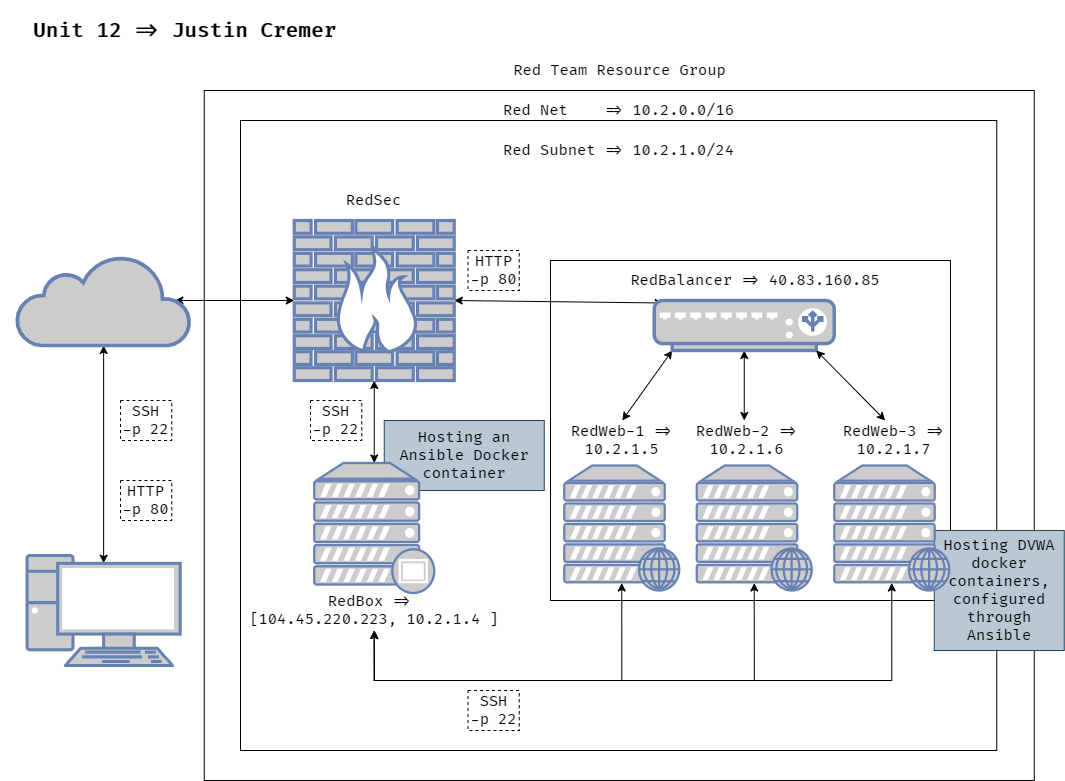 Unit 12 ⇒ Justin Cremer
Red Team Resource Group
Red Net    ⇒ 10.2.0.0/16
Red Subnet ⇒ 10.2.1.0/24
RedSec
HTTP
-p 80
RedBalancer ⇒ 40.83.160.85
SSH
-p 22
SSH
-p 22
Hosting an
Ansible Docker
container
RedWeb-1 ⇒
10.2.1.5
RedWeb-2 ⇒
10.2.1.6
RedWeb-3 ⇒
10.2.1.7
HTTP
-p 80
Hosting DVWA
docker
containers,
configured
through
Ansible
RedBox ⇒
[104.45.220.223, 10.2.1.4 ]
SSH
-p 22